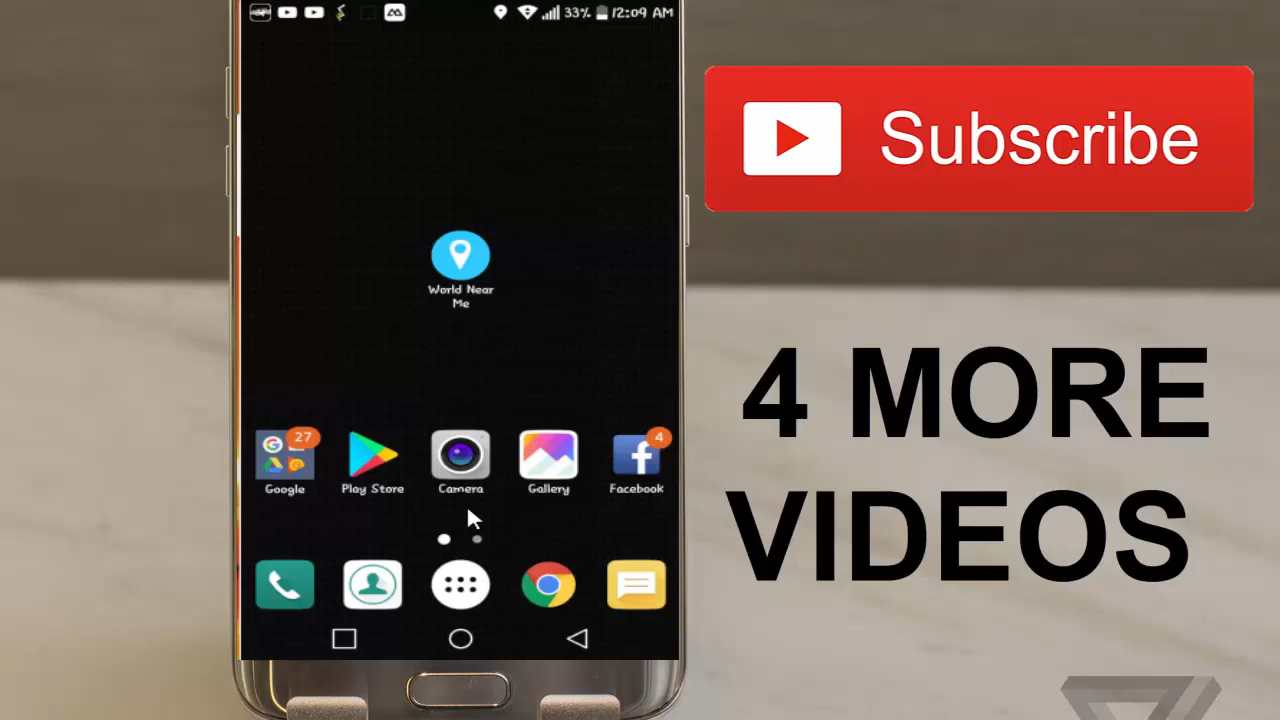 33% 12:09 AM
Subscribe
World Near
Me
4 MORE
VIDEOS
27
4
Google
Play Store
Camera
Gallery
Facebook